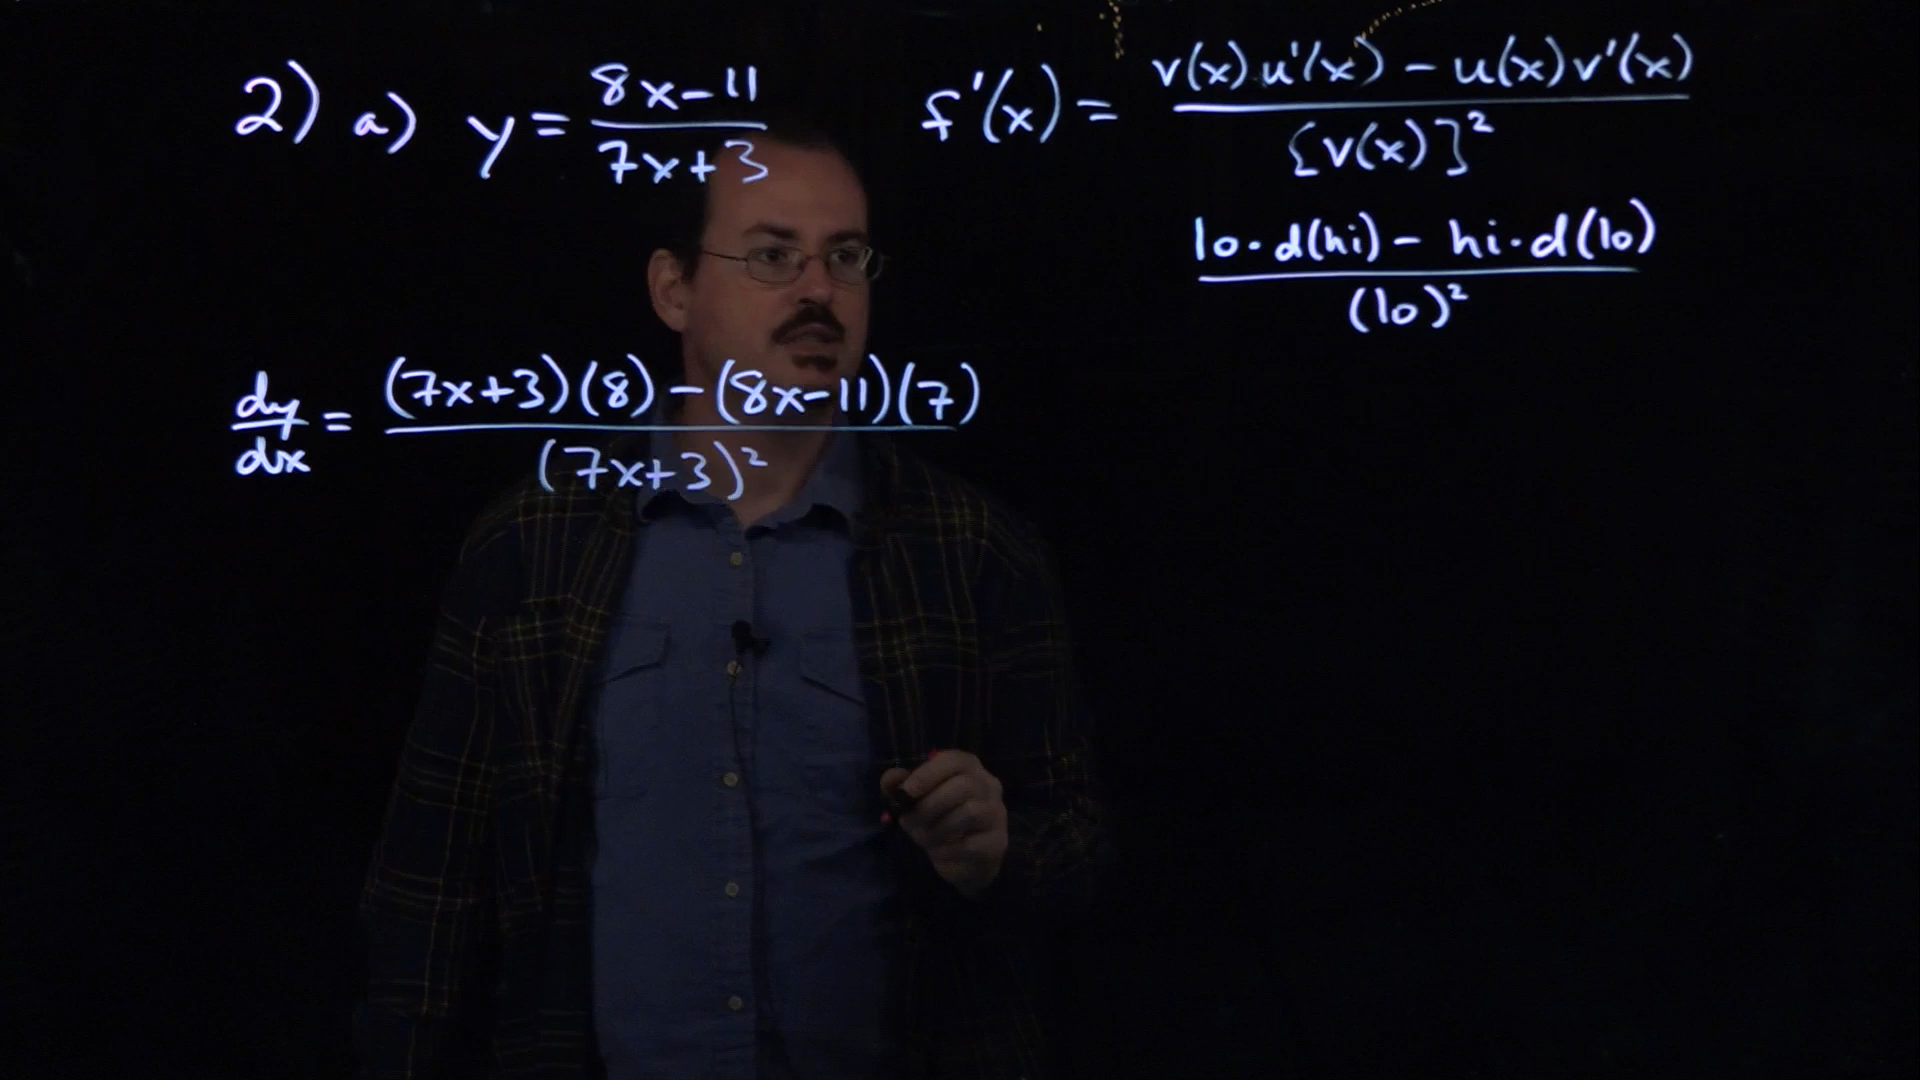 2) a) y = (8x-11)/(7x+3)
f'(x) = (v(x)·u'(x) - u(x)v'(x))/[v(x)]²
(lo·d(hi) - hi·d(lo))/(lo)²
dy/dx = ((7x+3)(8) - (8x-11)(7))/(7x+3)²